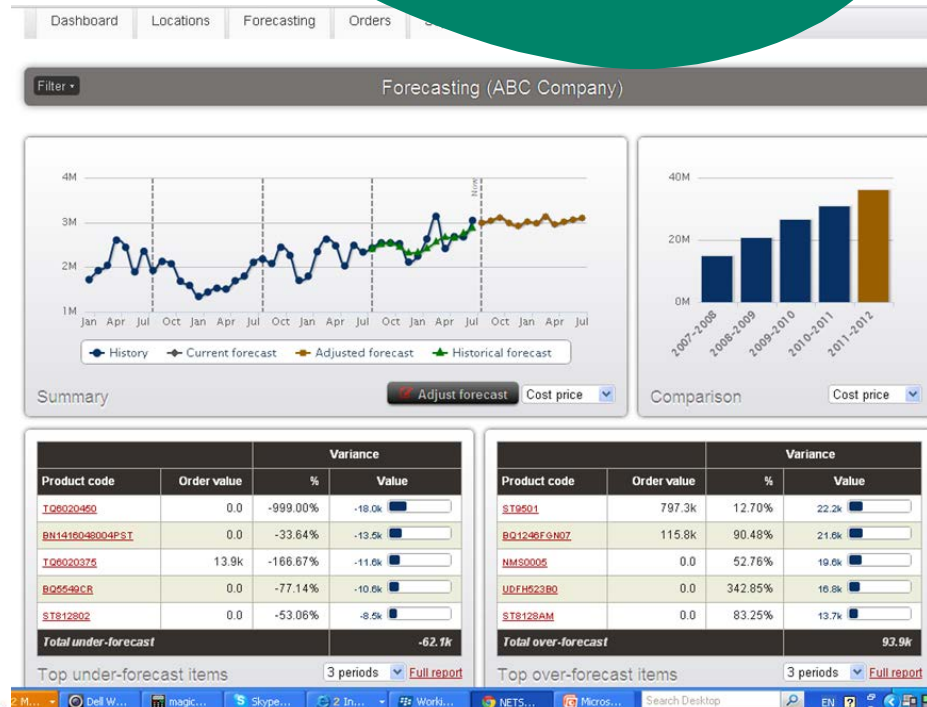 Dashboard Locations Forecasting Orders
Filter
Forecasting (ABC Company)
4M
3M
2M
1M
Now
Jan Apr Jul Oct Jan Apr Jul Oct Jan Apr Jul Oct Jan Apr Jul Oct Jan Apr Jul
History Current forecast Adjusted forecast Historical forecast
Summary
Adjust forecast
Cost price
40M
20M
0M
2007-2008 2008-2009 2009-2010 2010-2011 2011-2012
Comparison
Cost price
Variance
Product code Order value % Value
TQ6020450 0.0 -999.00% -18.0k
BN1416048004PST 0.0 -33.64% -13.5k
TQ6020375 13.9k -166.67% -11.6k
BQ5549CR 0.0 -77.14% -10.6k
ST812802 0.0 -53.06% -8.5k
Total under-forecast -62.1k
Top under-forecast items 3 periods Full report
Variance
Product code Order value % Value
ST9501 797.3k 12.70% 22.2k
BQ1246FGN07 115.8k 90.48% 21.6k
NMS0005 0.0 52.76% 19.6k
UDFH523B0 0.0 342.85% 16.8k
ST8128AM 0.0 83.25% 13.7k
Total over-forecast 93.9k
Top over-forecast items 3 periods Full report
2 M... Dell W... magic... Skype... 2 In... Worki... NETS... Micros... Search Desktop EN